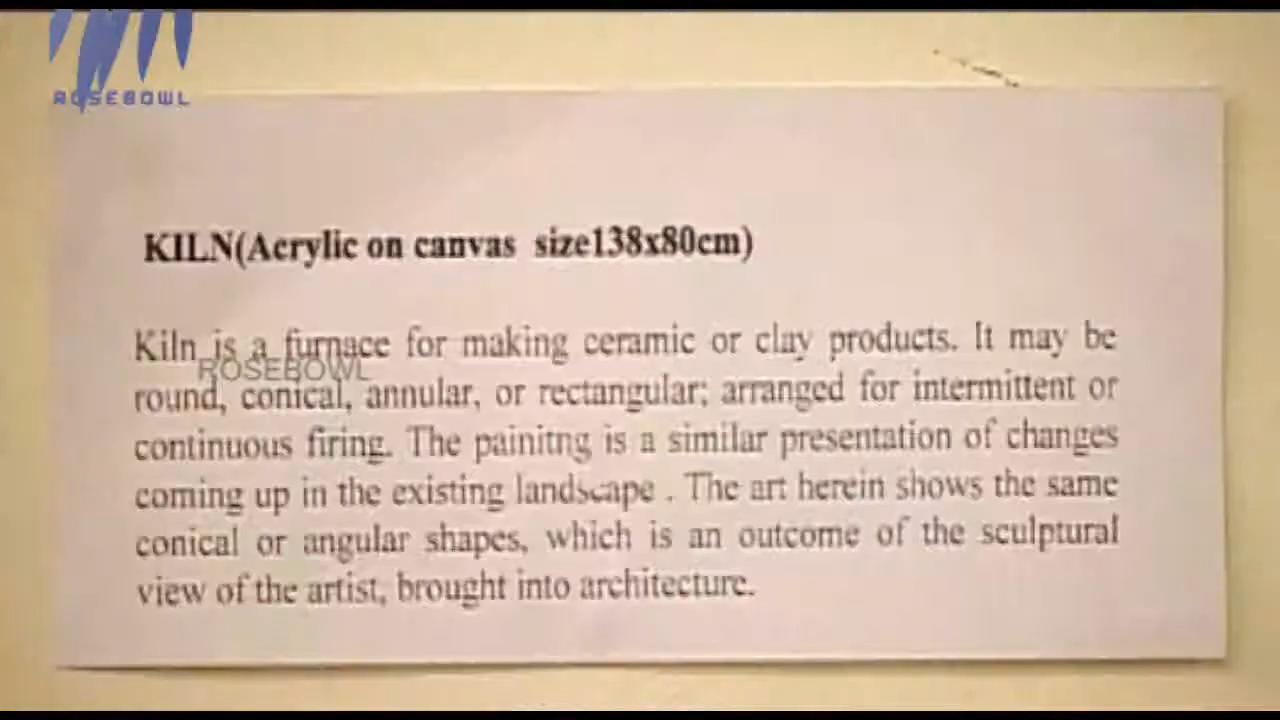 ROSEBOWL
KILN(Acrylic on canvas size138x80cm)
Kiln is a furnace for making ceramic or clay products. It may be
ROSEBOWL
round, conical, annular, or rectangular; arranged for intermittent or
continuous firing. The painitng is a similar presentation of changes
coming up in the existing landscape . The art herein shows the same
conical or angular shapes, which is an outcome of the sculptural
view of the artist, brought into architecture.